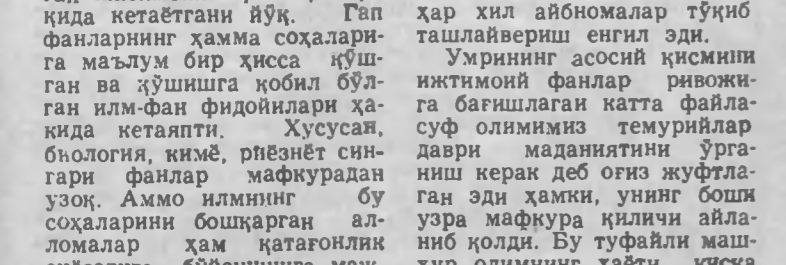 қида кетаётгани йўқ. Гап
фанларнинг ҳамма соҳалари-
га маълум бир ҳисса қўш-
ган ва қўшишга қобил бўл-
ган илм-фан фидойилари ҳа-
қида кетаяпти. Хусусан,
биология, кимё, риёзиёт син-
гари фанлар мафкурадан
узоқ. Аммо илмнинг бу
соҳаларини бошқарган ал-
ломалар ҳам қатағонлик
ҳар хил айбномалар тўқиб
ташлайвериш енгил эди.
Умрининг асосий қисмини
ижтимоий фанлар ривожи-
га бағишлаган катта файла-
суф олимимиз темурийлар
даври маданиятини ўрга-
ниш керак деб оғиз жуфтла-
ган эди ҳамки, унинг боши
узра мафкура қиличи айла-
ниб қолди. Бу туфайли маш-
ҳур олимнинг ҳаёти қисқа